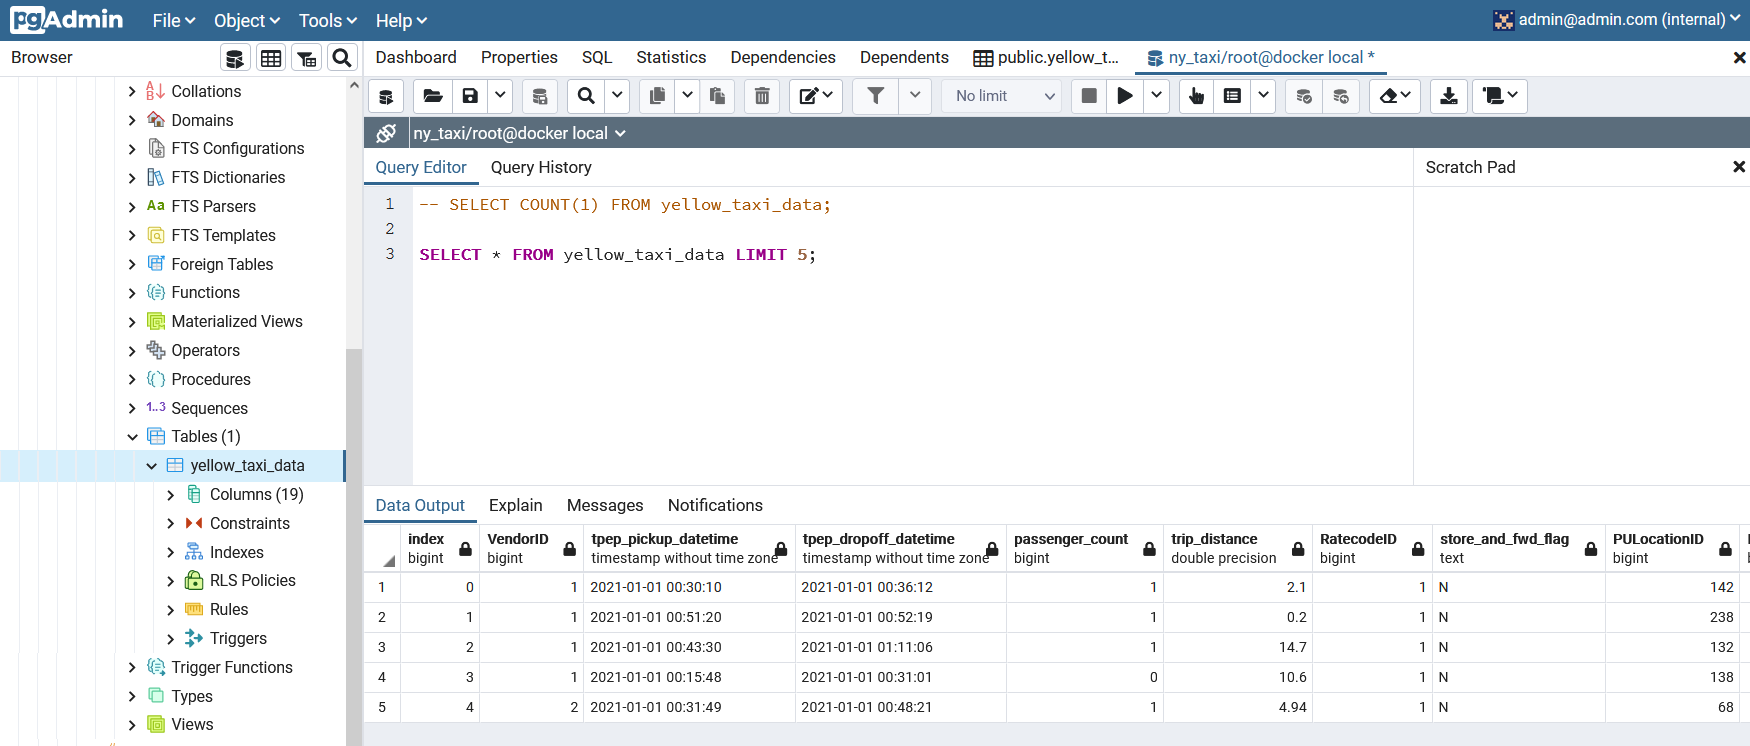 pgAdmin File Object Tools Help admin@admin.com (internal)
Browser
Dashboard Properties SQL Statistics Dependencies Dependents public.yellow_t... ny_taxi/root@docker local *
No limit
ny_taxi/root@docker local
Collations
Domains
FTS Configurations
FTS Dictionaries
FTS Parsers
FTS Templates
Foreign Tables
Functions
Materialized Views
Operators
Procedures
1..3 Sequences
Tables (1)
yellow_taxi_data
Columns (19)
Constraints
Indexes
RLS Policies
Rules
Triggers
Trigger Functions
Types
Views
Query Editor Query History
Scratch Pad
1 -- SELECT COUNT(1) FROM yellow_taxi_data;
2
3 SELECT * FROM yellow_taxi_data LIMIT 5;
Data Output Explain Messages Notifications
index VendorID tpep_pickup_datetime tpep_dropoff_datetime passenger_count trip_distance RatecodeID store_and_fwd_flag PULocationID
bigint bigint timestamp without time zone timestamp without time zone bigint double precision bigint text bigint
1 0 1 2021-01-01 00:30:10 2021-01-01 00:36:12 1 2.1 1 N 142
2 1 1 2021-01-01 00:51:20 2021-01-01 00:52:19 1 0.2 1 N 238
3 2 1 2021-01-01 00:43:30 2021-01-01 01:11:06 1 14.7 1 N 132
4 3 1 2021-01-01 00:15:48 2021-01-01 00:31:01 0 10.6 1 N 138
5 4 2 2021-01-01 00:31:49 2021-01-01 00:48:21 1 4.94 1 N 68